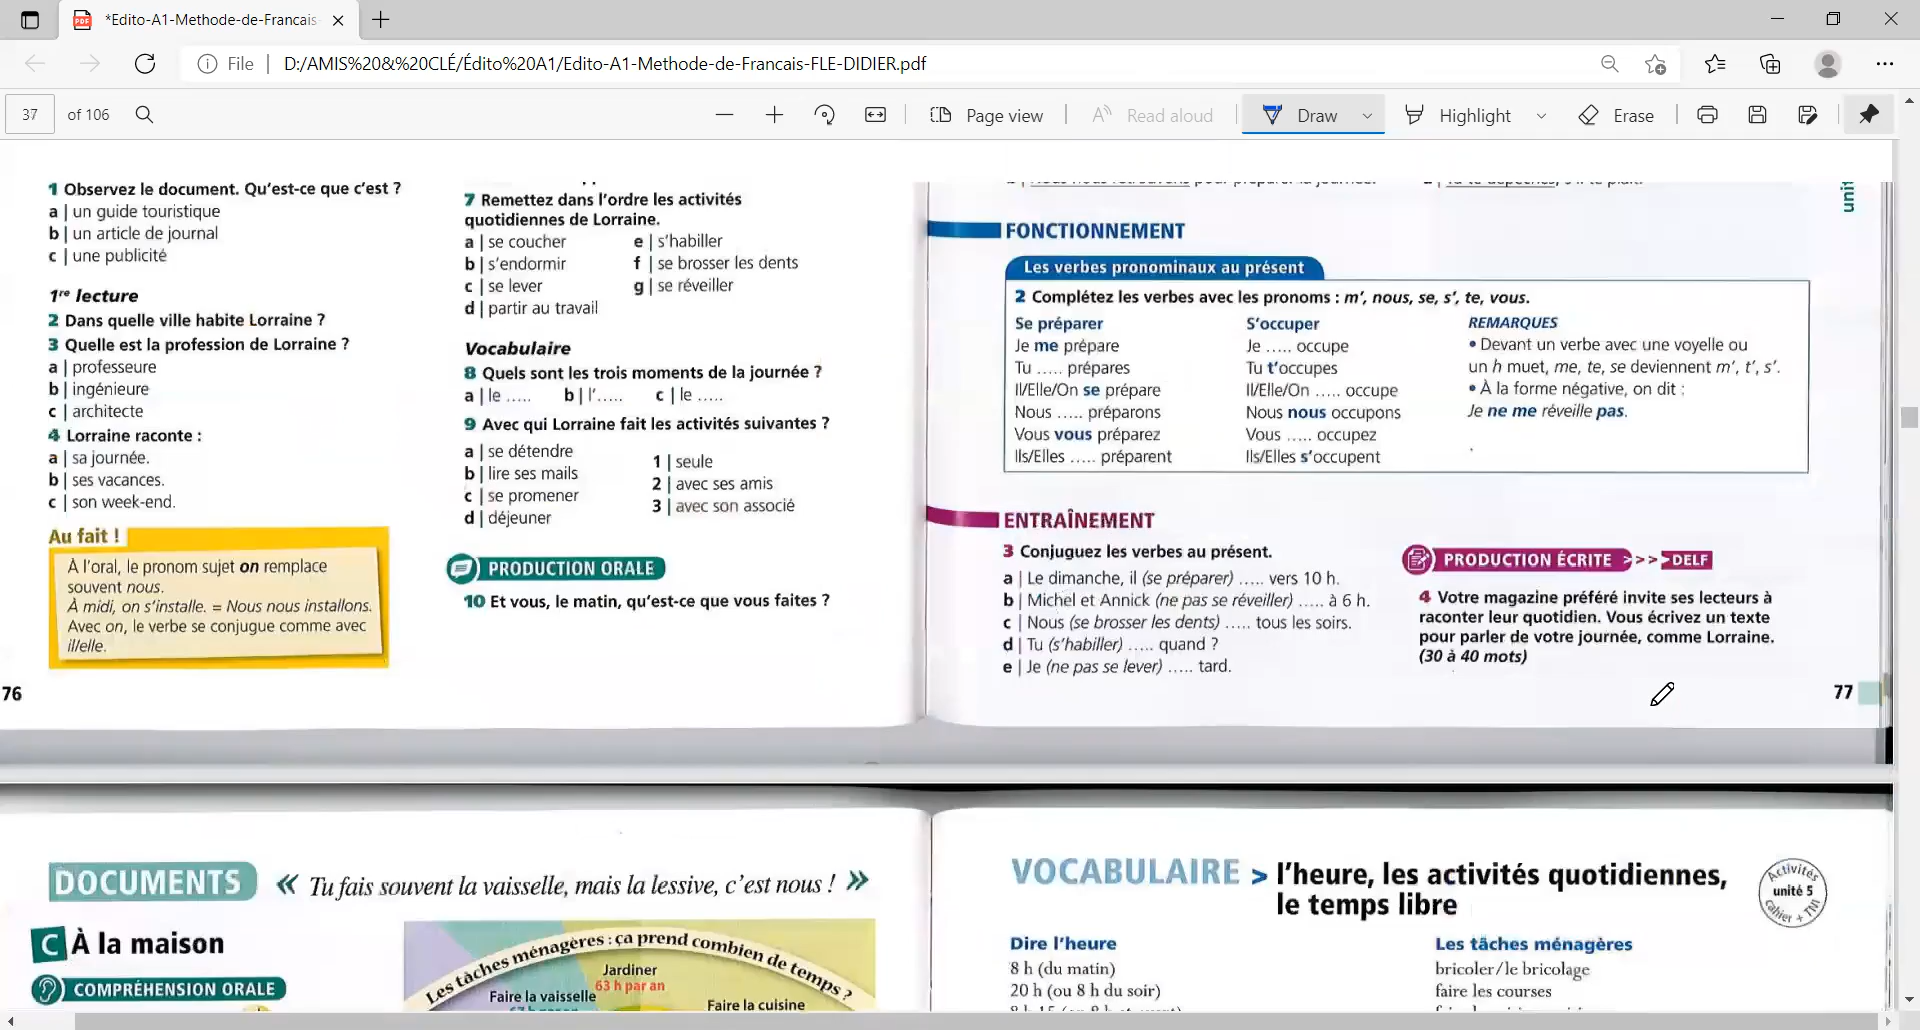 *Edito-A1-Methode-de-Francais-
File
D:/AMIS%20&%20CLÉ/Édito%20A1/Edito-A1-Methode-de-Francais-FLE-DIDIER.pdf
37 of 106
Page view
Read aloud
Draw
Highlight
Erase
1 Observez le document. Qu'est-ce que c'est ?
a | un guide touristique
b | un article de journal
c | une publicité
1re lecture
2 Dans quelle ville habite Lorraine ?
3 Quelle est la profession de Lorraine ?
a | professeure
b | ingénieure
c | architecte
4 Lorraine raconte :
a | sa journée.
b | ses vacances.
c | son week-end.
Au fait !
À l'oral, le pronom sujet on remplace
souvent nous.
À midi, on s'installe. = Nous nous installons.
Avec on, le verbe se conjugue comme avec
il/elle.
76
7 Remettez dans l'ordre les activités
quotidiennes de Lorraine.
a | se coucher
b | s'endormir
c | se lever
d | partir au travail
e | s'habiller
f | se brosser les dents
g | se réveiller
Vocabulaire
8 Quels sont les trois moments de la journée ?
a | le ..... b | l'..... c | le .....
9 Avec qui Lorraine fait les activités suivantes ?
a | se détendre
b | lire ses mails
c | se promener
d | déjeuner
1 | seule
2 | avec ses amis
3 | avec son associé
PRODUCTION ORALE
10 Et vous, le matin, qu'est-ce que vous faites ?
unit
FONCTIONNEMENT
Les verbes pronominaux au présent
2 Complétez les verbes avec les pronoms : m', nous, se, s', te, vous.
Se préparer
Je me prépare
Tu ..... prépares
Il/Elle/On se prépare
Nous ..... préparons
Vous vous préparez
Ils/Elles ..... préparent
S'occuper
Je ..... occupe
Tu t'occupes
Il/Elle/On ..... occupe
Nous nous occupons
Vous ..... occupez
Ils/Elles s'occupent
REMARQUES
• Devant un verbe avec une voyelle ou
un h muet, me, te, se deviennent m', t', s'.
• À la forme négative, on dit :
Je ne me réveille pas.
ENTRAÎNEMENT
3 Conjuguez les verbes au présent.
a | Le dimanche, il (se préparer) ..... vers 10 h.
b | Michel et Annick (ne pas se réveiller) ..... à 6 h.
c | Nous (se brosser les dents) ..... tous les soirs.
d | Tu (s'habiller) ..... quand ?
e | Je (ne pas se lever) ..... tard.
PRODUCTION ÉCRITE >>>> DELF
4 Votre magazine préféré invite ses lecteurs à
raconter leur quotidien. Vous écrivez un texte
pour parler de votre journée, comme Lorraine.
(30 à 40 mots)
77
DOCUMENTS « Tu fais souvent la vaisselle, mais la lessive, c'est nous ! »
C À la maison
COMPRÉHENSION ORALE
Les tâches ménagères : ça prend combien de temps ?
Jardiner
63 h par an
Faire la vaisselle
Faire la cuisine
VOCABULAIRE > l'heure, les activités quotidiennes,
le temps libre
Activités
unité 5
cahier + TNI
Dire l'heure
8 h (du matin)
20 h (ou 8 h du soir)
Les tâches ménagères
bricoler/le bricolage
faire les courses